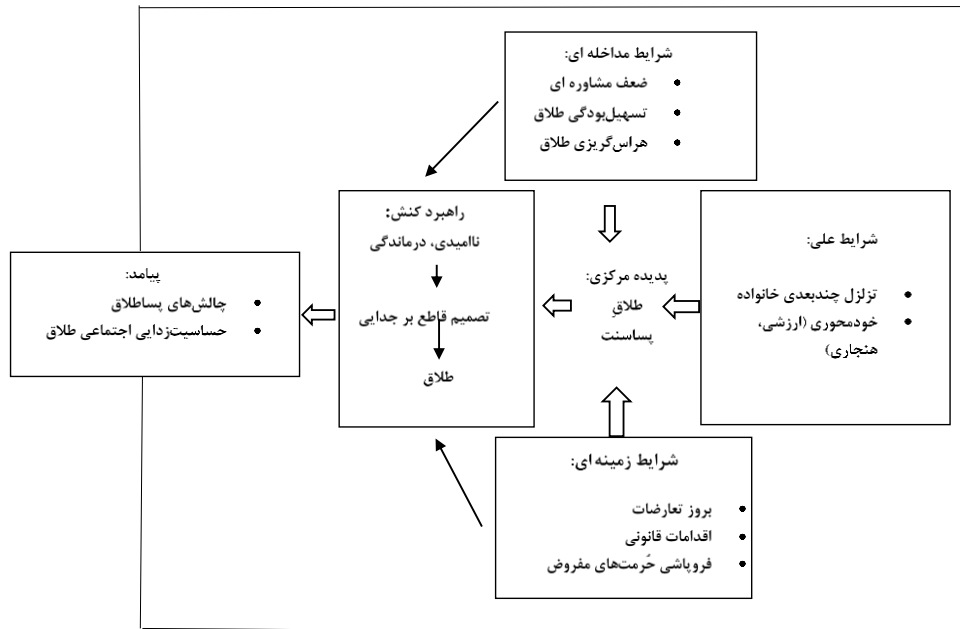 شرایط مداخله ای:
ضعف مشاوره ای
تسهیل‌بودگی طلاق
هراس‌گریزی طلاق
شرایط علی:
تزلزل چندبعدی خانواده
خودمحوری (ارزشی،
هنجاری)
پدیده مرکزی:
طلاقِ
پساسنت
راهبرد کنش:
ناامیدی، درماندگی
تصمیم قاطع بر جدایی
طلاق
پیامد:
چالش‌های پساطلاق
حساسیت‌زدایی اجتماعی طلاق
شرایط زمینه ای:
بروز تعارضات
اقدامات قانونی
فروپاشی حُرمت‌های مفروض